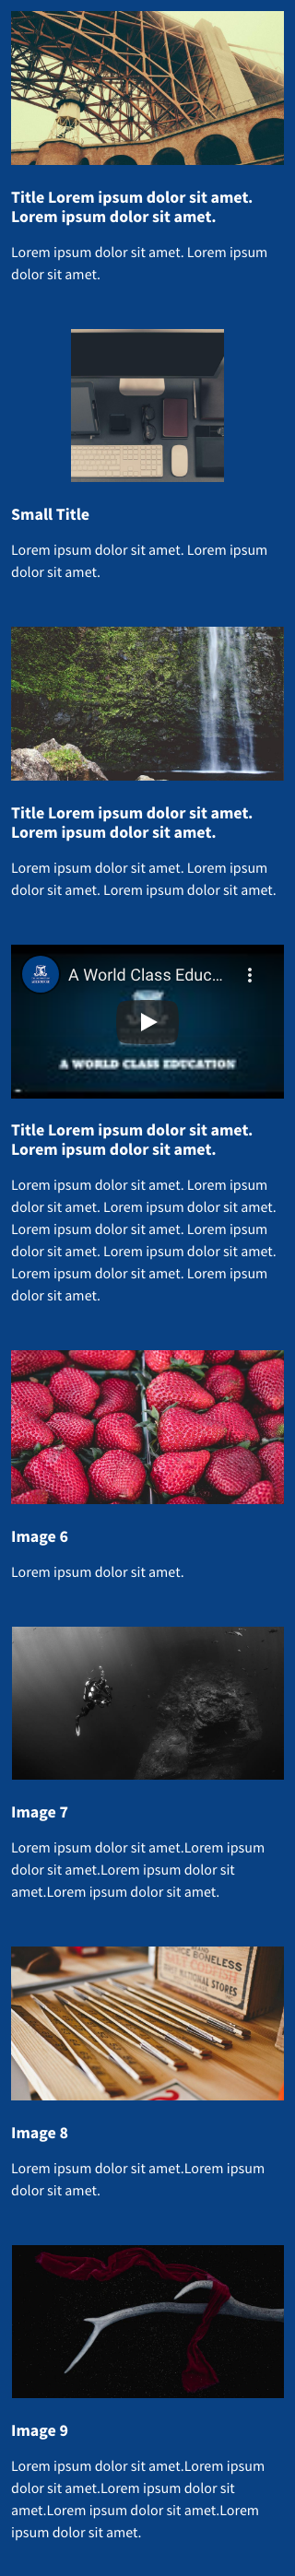 Title Lorem ipsum dolor sit amet.
Lorem ipsum dolor sit amet.
Lorem ipsum dolor sit amet. Lorem ipsum
dolor sit amet.
Small Title
Lorem ipsum dolor sit amet. Lorem ipsum
dolor sit amet.
Title Lorem ipsum dolor sit amet.
Lorem ipsum dolor sit amet.
Lorem ipsum dolor sit amet. Lorem ipsum
dolor sit amet. Lorem ipsum dolor sit amet.
A World Class Educ...
A WORLD CLASS EDUCATION
Title Lorem ipsum dolor sit amet.
Lorem ipsum dolor sit amet.
Lorem ipsum dolor sit amet. Lorem ipsum
dolor sit amet. Lorem ipsum dolor sit amet.
Lorem ipsum dolor sit amet. Lorem ipsum
dolor sit amet. Lorem ipsum dolor sit amet.
Lorem ipsum dolor sit amet. Lorem ipsum
dolor sit amet.
Image 6
Lorem ipsum dolor sit amet.
Image 7
Lorem ipsum dolor sit amet.Lorem ipsum
dolor sit amet.Lorem ipsum dolor sit
amet.Lorem ipsum dolor sit amet.
BONELESS
NATIONAL STORES
Image 8
Lorem ipsum dolor sit amet.Lorem ipsum
dolor sit amet.
Image 9
Lorem ipsum dolor sit amet.Lorem ipsum
dolor sit amet.Lorem ipsum dolor sit
amet.Lorem ipsum dolor sit amet.Lorem
ipsum dolor sit amet.